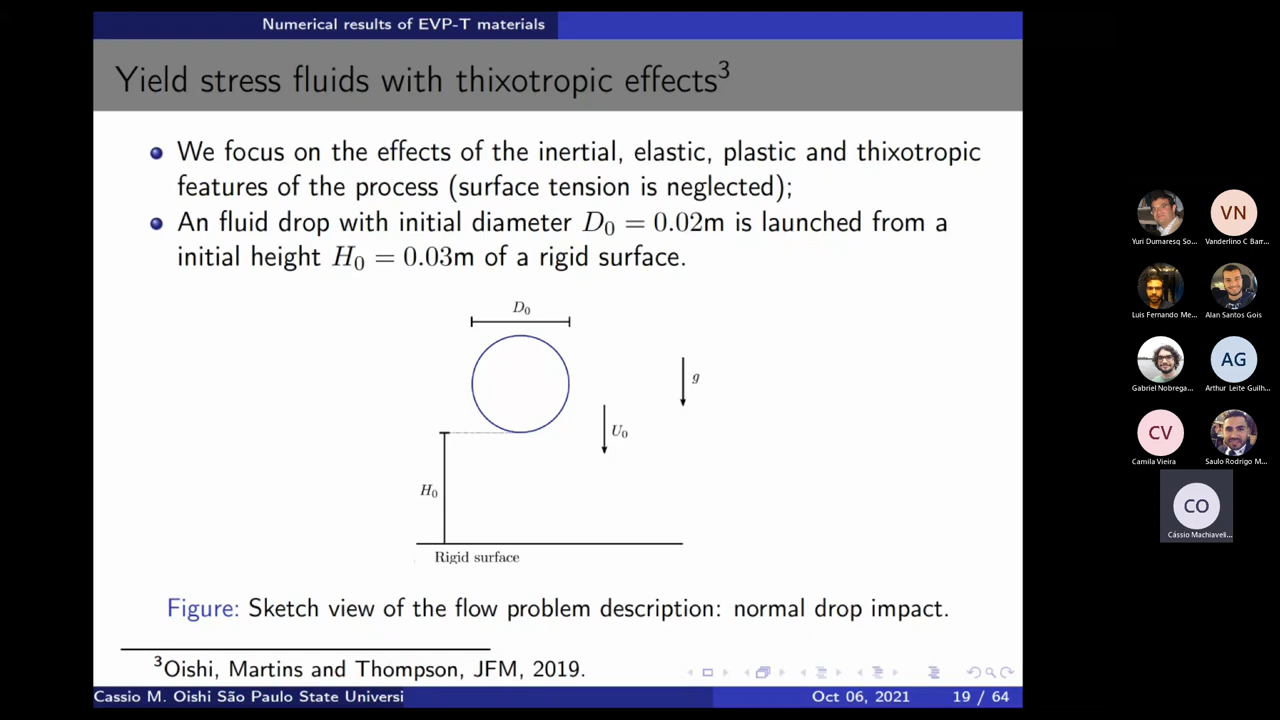 Numerical results of EVP-T materials
Yield stress fluids with thixotropic effects³
We focus on the effects of the inertial, elastic, plastic and thixotropic
features of the process (surface tension is neglected);
An fluid drop with initial diameter D₀ = 0.02m is launched from a
initial height H₀ = 0.03m of a rigid surface.
D₀
g
U₀
H₀
Rigid surface
Figure: Sketch view of the flow problem description: normal drop impact.
³Oishi, Martins and Thompson, JFM, 2019.
Cassio M. Oishi São Paulo State Universi
Oct 06, 2021
19 / 64
VN
Yuri Dumaresq So...
Vanderlino C Barr...
Luis Fernando Me...
Alan Santos Gois
AG
Gabriel Nobrega...
Arthur Leite Guilh...
CV
Camila Vieira
Saulo Rodrigo M...
CO
Cássio Machiaveli...